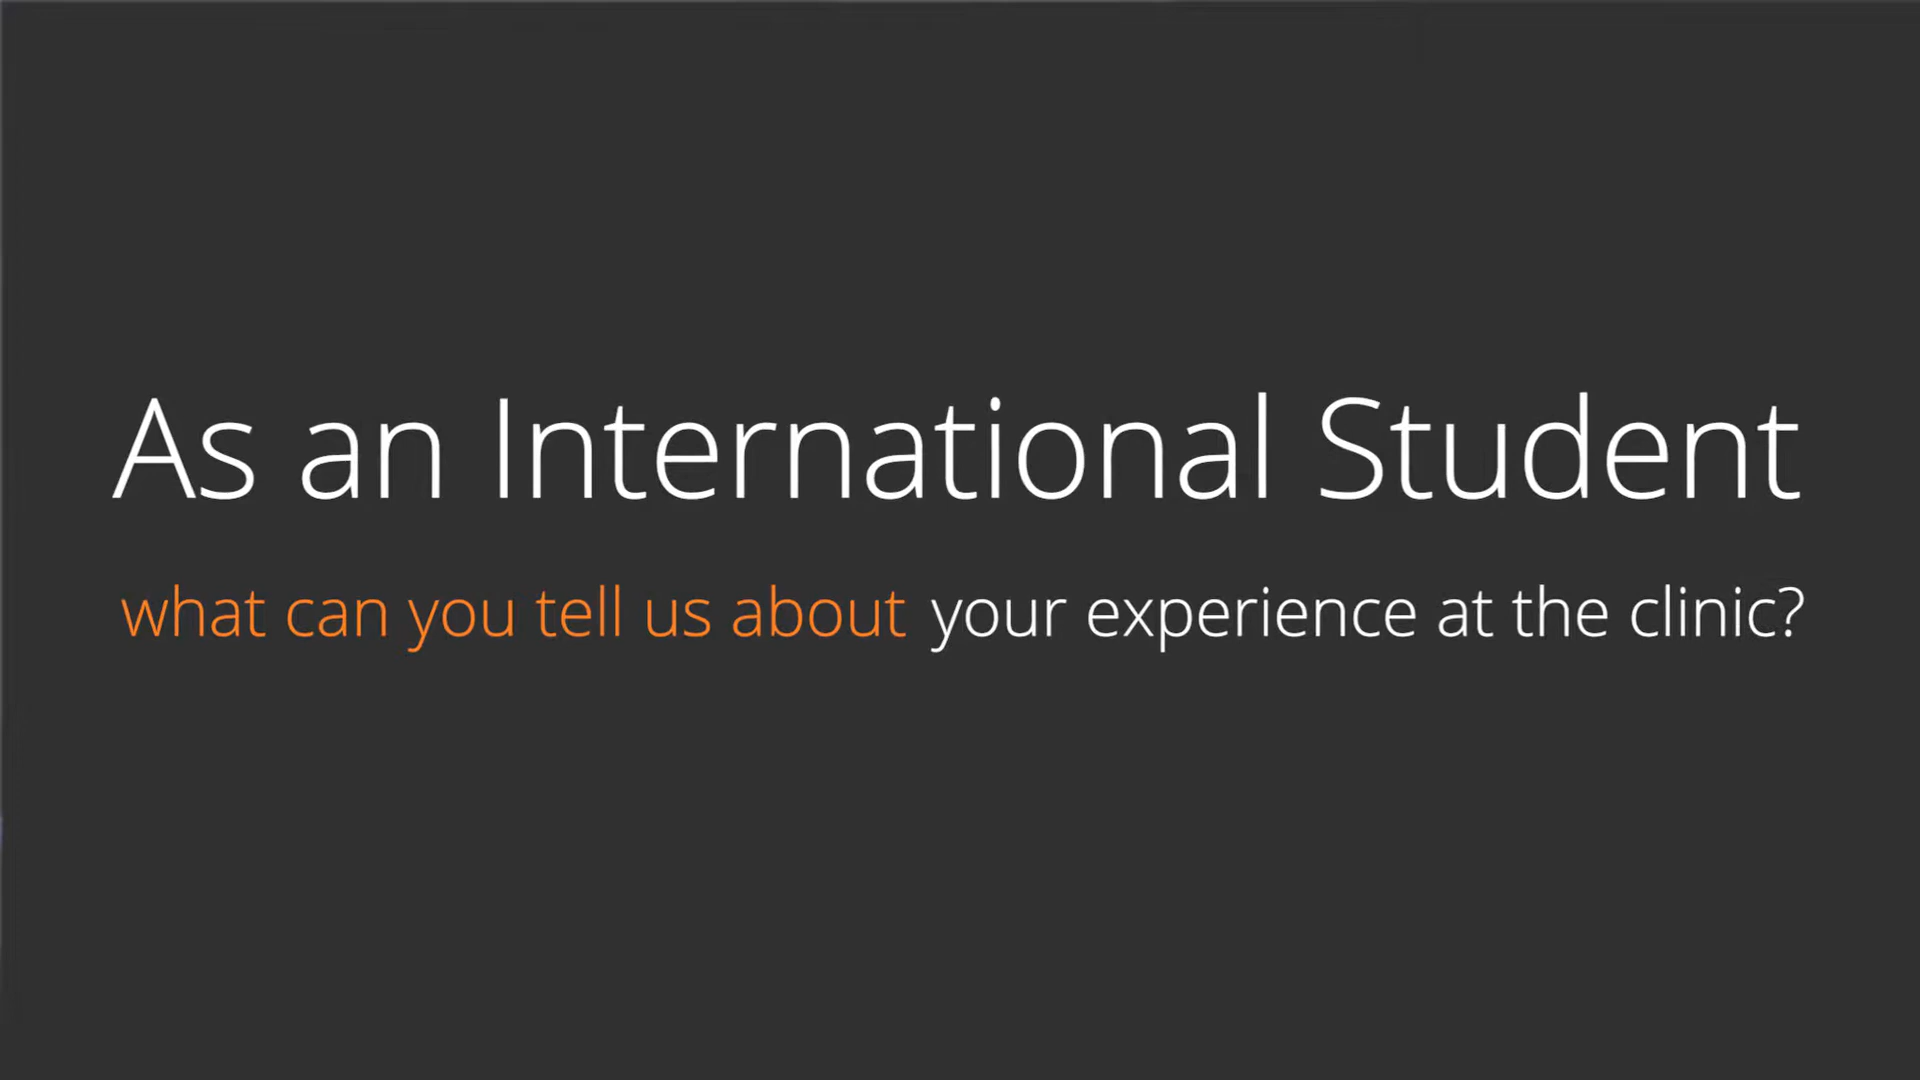 As an International Student
what can you tell us about your experience at the clinic?